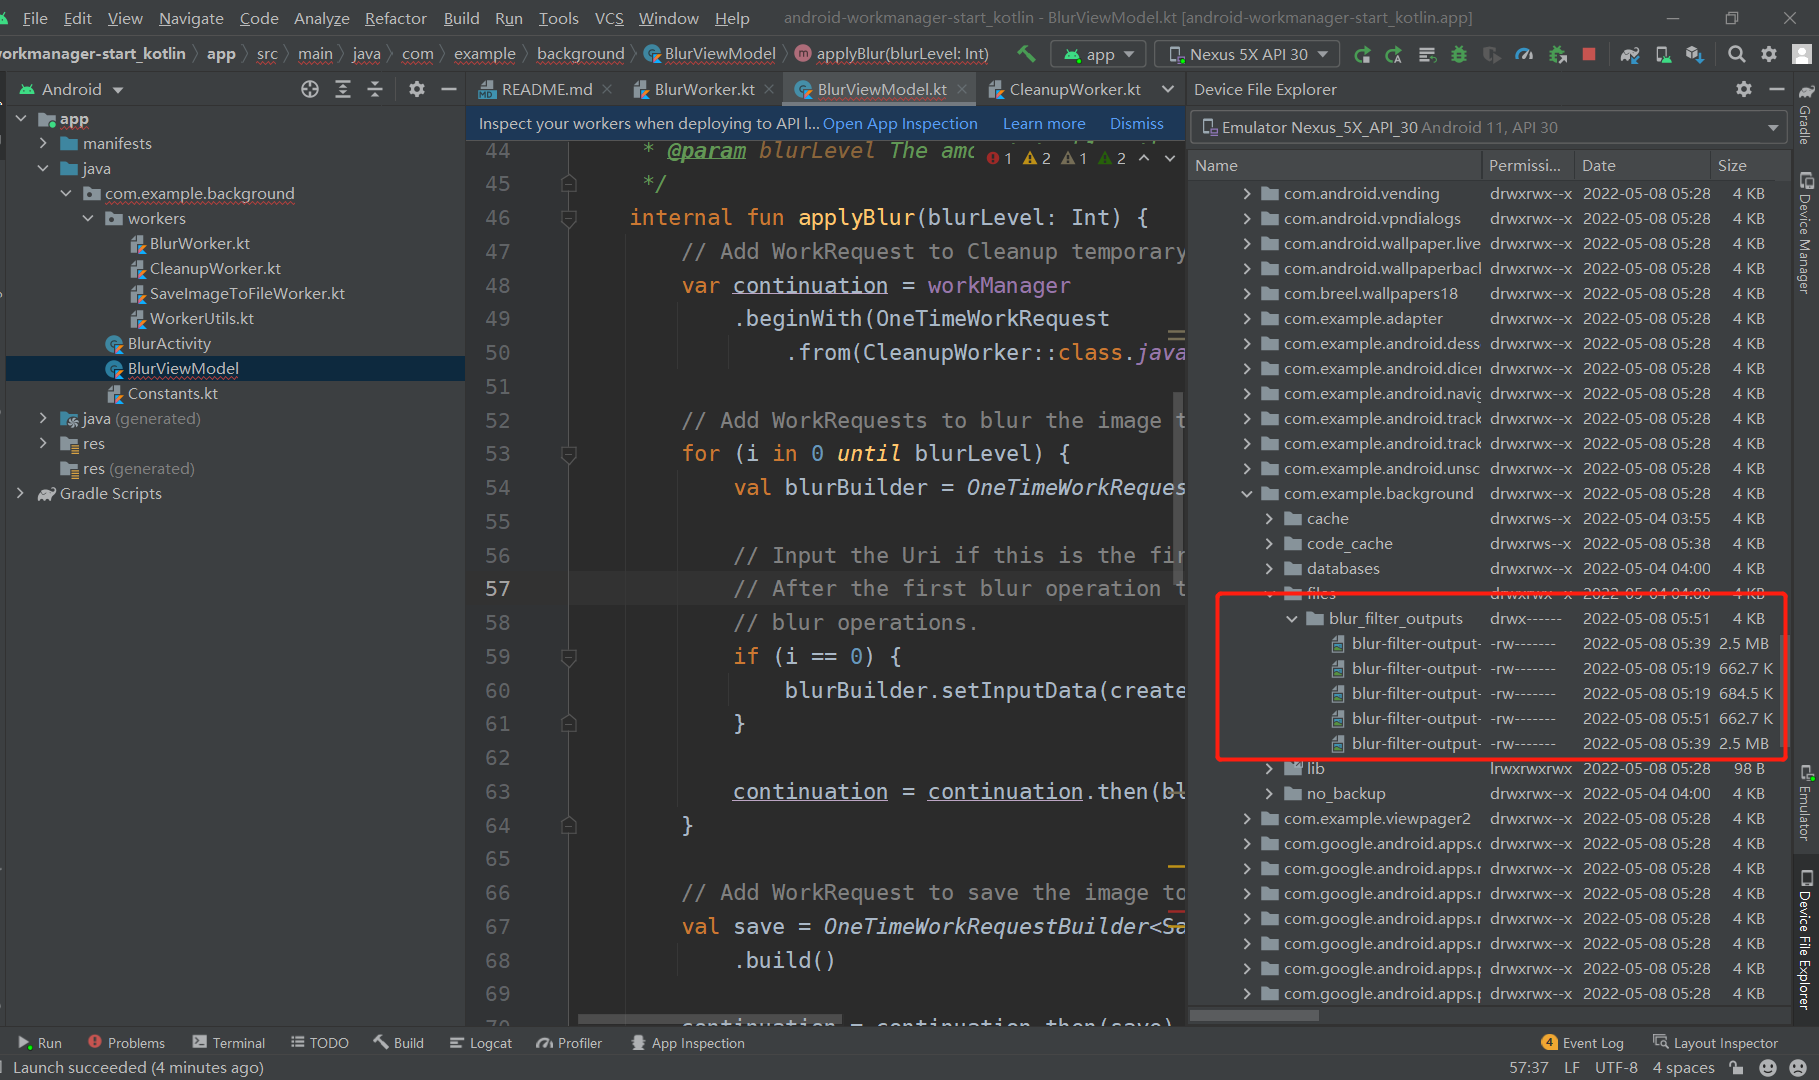 File Edit View Navigate Code Analyze Refactor Build Run Tools VCS Window Help android-workmanager-start_kotlin - BlurViewModel.kt [android-workmanager-start_kotlin.app]
workmanager-start_kotlin app src main java com example background BlurViewModel applyBlur(blurLevel: Int) app Nexus 5X API 30
Android
README.md BlurWorker.kt BlurViewModel.kt CleanupWorker.kt
Device File Explorer
Inspect your workers when deploying to API l... Open App Inspection Learn more Dismiss
Emulator Nexus_5X_API_30 Android 11, API 30
app
manifests
java
com.example.background
workers
BlurWorker.kt
CleanupWorker.kt
SaveImageToFileWorker.kt
WorkerUtils.kt
BlurActivity
BlurViewModel
Constants.kt
java (generated)
res
res (generated)
Gradle Scripts
1 2 1 2
44 * @param blurLevel The amo
45 */
46 internal fun applyBlur(blurLevel: Int) {
47 // Add WorkRequest to Cleanup temporary
48 var continuation = workManager
49 .beginWith(OneTimeWorkRequest
50 .from(CleanupWorker::class.java
51
52 // Add WorkRequests to blur the image t
53 for (i in 0 until blurLevel) {
54 val blurBuilder = OneTimeWorkReques
55
56 // Input the Uri if this is the fir
57 // After the first blur operation t
58 // blur operations.
59 if (i == 0) {
60 blurBuilder.setInputData(create
61 }
62
63 continuation = continuation.then(bl
64 }
65
66 // Add WorkRequest to save the image to
67 val save = OneTimeWorkRequestBuilder<Sa
68 .build()
69
70 continuation = continuation.then(save)
Name Permissi... Date Size
com.android.vending drwxrwx--x 2022-05-08 05:28 4 KB
com.android.vpndialogs drwxrwx--x 2022-05-08 05:28 4 KB
com.android.wallpaper.live drwxrwx--x 2022-05-08 05:28 4 KB
com.android.wallpaperbacl drwxrwx--x 2022-05-08 05:28 4 KB
com.breel.wallpapers18 drwxrwx--x 2022-05-08 05:28 4 KB
com.example.adapter drwxrwx--x 2022-05-08 05:28 4 KB
com.example.android.dess drwxrwx--x 2022-05-08 05:28 4 KB
com.example.android.dicer drwxrwx--x 2022-05-08 05:28 4 KB
com.example.android.navig drwxrwx--x 2022-05-08 05:28 4 KB
com.example.android.track drwxrwx--x 2022-05-08 05:28 4 KB
com.example.android.track drwxrwx--x 2022-05-08 05:28 4 KB
com.example.android.unsc drwxrwx--x 2022-05-08 05:28 4 KB
com.example.background drwxrwx--x 2022-05-08 05:28 4 KB
cache drwxrws--x 2022-05-04 03:55 4 KB
code_cache drwxrws--x 2022-05-08 05:38 4 KB
databases drwxrwx--x 2022-05-04 04:00 4 KB
files drwxrwx--x 2022-05-04 04:00 4 KB
blur_filter_outputs drwx------ 2022-05-08 05:51 4 KB
blur-filter-output- -rw------- 2022-05-08 05:39 2.5 MB
blur-filter-output- -rw------- 2022-05-08 05:19 662.7 K
blur-filter-output- -rw------- 2022-05-08 05:19 684.5 K
blur-filter-output- -rw------- 2022-05-08 05:51 662.7 K
blur-filter-output- -rw------- 2022-05-08 05:39 2.5 MB
lib lrwxrwxrwx 2022-05-08 05:28 98 B
no_backup drwxrwx--x 2022-05-04 04:00 4 KB
com.example.viewpager2 drwxrwx--x 2022-05-08 05:28 4 KB
com.google.android.apps.c drwxrwx--x 2022-05-08 05:28 4 KB
com.google.android.apps.r drwxrwx--x 2022-05-08 05:28 4 KB
com.google.android.apps.r drwxrwx--x 2022-05-08 05:28 4 KB
com.google.android.apps.r drwxrwx--x 2022-05-08 05:28 4 KB
com.google.android.apps.r drwxrwx--x 2022-05-08 05:28 4 KB
com.google.android.apps.p drwxrwx--x 2022-05-08 05:28 4 KB
com.google.android.apps.p drwxrwx--x 2022-05-08 05:28 4 KB
Gradle
Device Manager
Emulator
Device File Explorer
Run Problems Terminal TODO Build Logcat Profiler App Inspection 4 Event Log Layout Inspector
Launch succeeded (4 minutes ago) 57:37 LF UTF-8 4 spaces